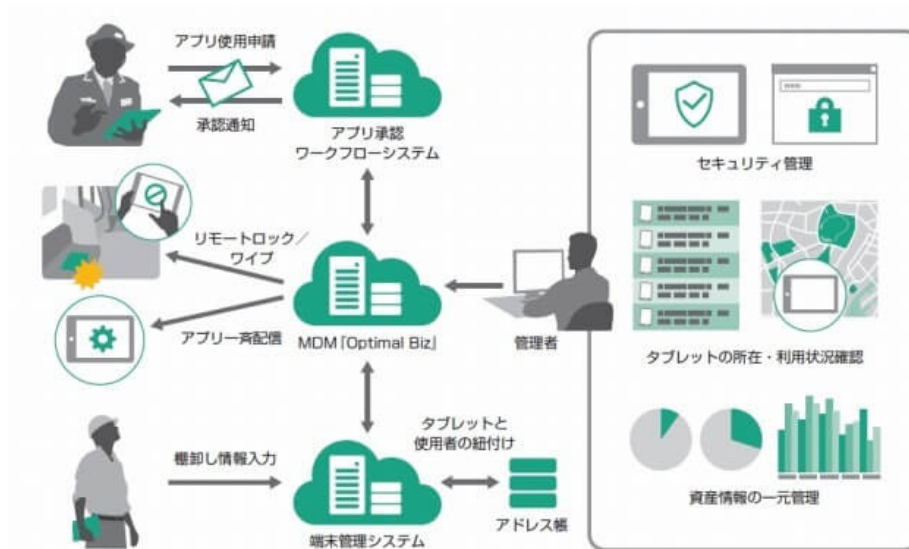 アプリ使用申請
承認通知
アプリ承認
ワークフローシステム
リモートロック／
ワイプ
アプリ一斉配信
MDM「Optimal Biz」
管理者
棚卸し情報入力
タブレットと
使用者の紐付け
端末管理システム
アドレス帳
セキュリティ管理
タブレットの所在・利用状況確認
資産情報の一元管理